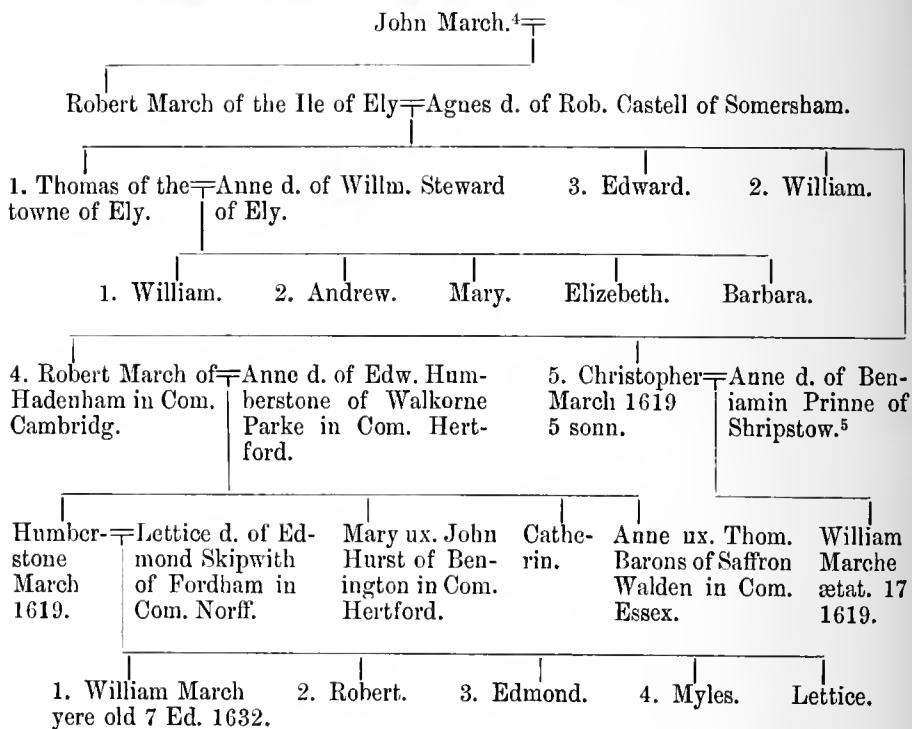 John March.⁴
Robert March of the Ile of Ely Agnes d. of Rob. Castell of Somersham.
1. Thomas of the
towne of Ely.
Anne d. of Willm. Steward
of Ely.
3. Edward.
2. William.
1. William.
2. Andrew.
Mary.
Elizebeth.
Barbara.
4. Robert March of
Hadenham in Com.
Cambridg.
Anne d. of Edw. Hum-
berstone of Walkorne
Parke in Com. Hert-
ford.
5. Christopher
March 1619
5 sonn.
Anne d. of Ben-
iamin Prinne of
Shripstow.⁵
Humber-
stone
March
1619.
Lettice d. of Ed-
mond Skipwith
of Fordham in
Com. Norff.
Mary ux. John
Hurst of Ben-
ington in Com.
Hertford.
Cathe-
rin.
Anne ux. Thom.
Barons of Saffron
Walden in Com.
Essex.
William
Marche
ætat. 17
1619.
1. William March
yere old 7 Ed. 1632.
2. Robert.
3. Edmond.
4. Myles.
Lettice.